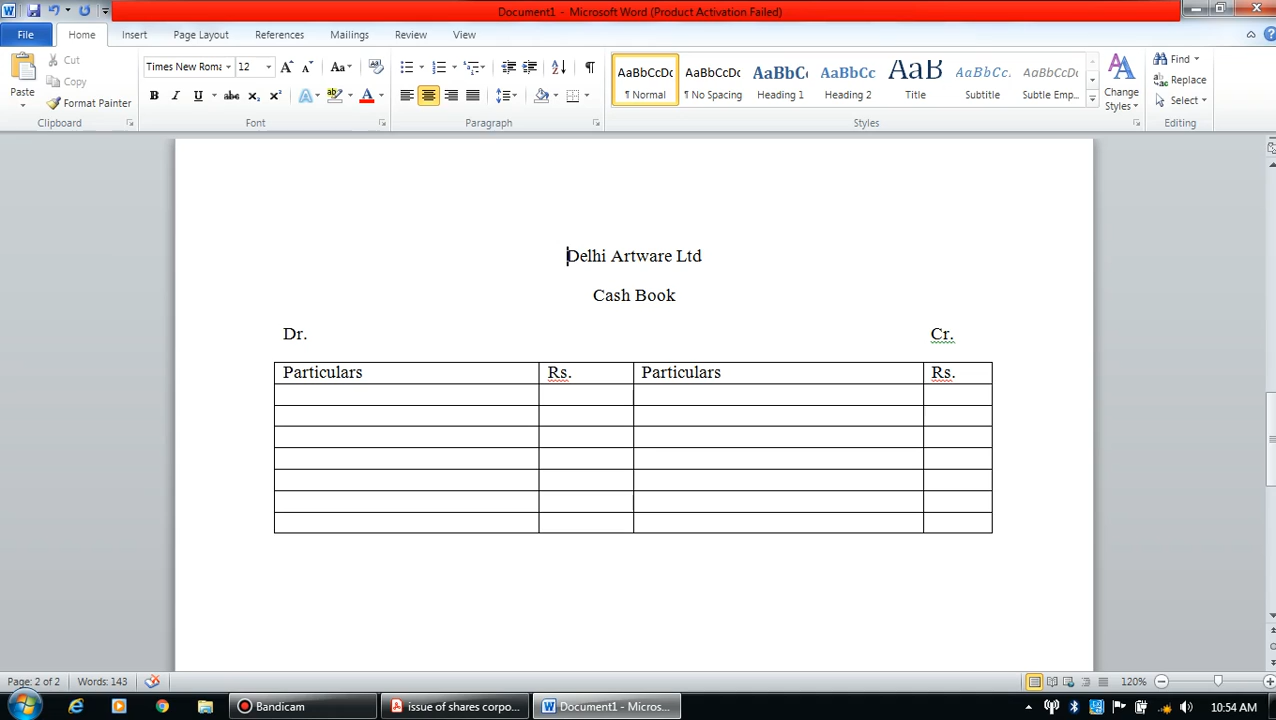 Document1 - Microsoft Word (Product Activation Failed)
File Home Insert Page Layout References Mailings Review View
Paste
Cut
Copy
Format Painter
Clipboard
Times New Roma 12
Font
Paragraph
AaBbCcDc AaBbCcDc AaBbCc AaBbCc AaB AaBbCc. AaBbCc.
¶ Normal ¶ No Spacing Heading 1 Heading 2 Title Subtitle Subtle Emp...
Styles
Change Styles
Find
Replace
Select
Editing
Delhi Artware Ltd
Cash Book
Dr. Cr.
Particulars Rs. Particulars Rs.
Page: 2 of 2 Words: 143 120%
Bandicam issue of shares corpo... Document1 - Micros... 10:54 AM